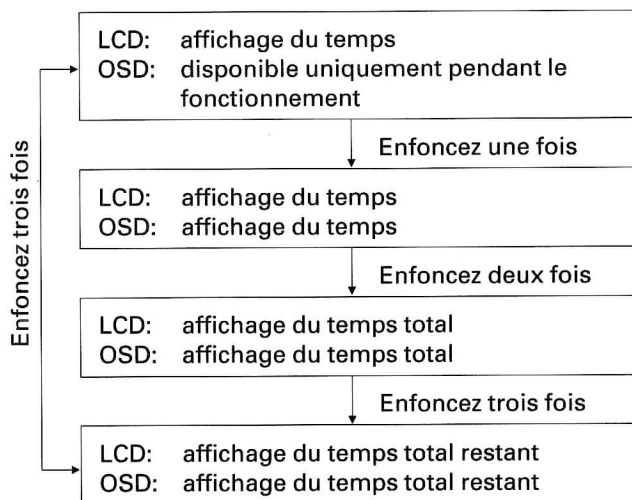 LCD: affichage du temps
OSD: disponible uniquement pendant le
fonctionnement
Enfoncez une fois
LCD: affichage du temps
OSD: affichage du temps
Enfoncez deux fois
LCD: affichage du temps total
OSD: affichage du temps total
Enfoncez trois fois
LCD: affichage du temps total restant
OSD: affichage du temps total restant
Enfoncez trois fois